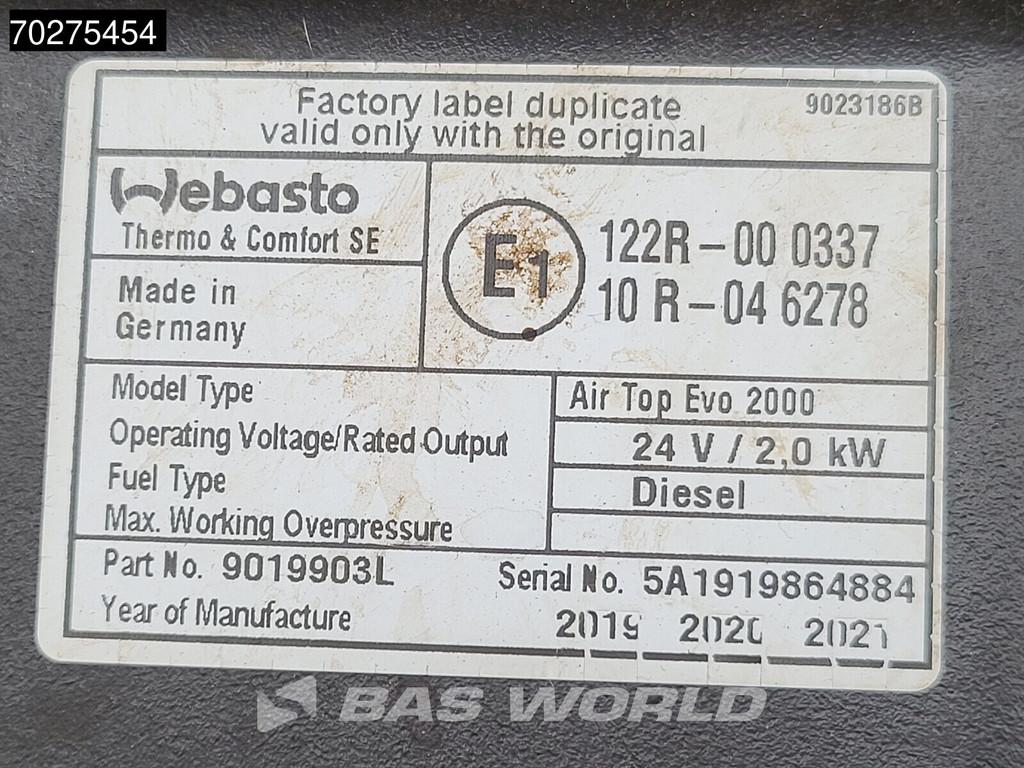 70275454
Factory label duplicate
valid only with the original
9023186B
Webasto
Thermo & Comfort SE
Made in
Germany
E1
122R-00 0337
10 R-04 6278
Model Type
Air Top Evo 2000
Operating Voltage/Rated Output
24 V / 2,0 kW
Fuel Type
Diesel
Max. Working Overpressure
Part No. 9019903L
Serial No. 5A1919864884
Year of Manufacture
2019 2020 2021
BAS WORLD